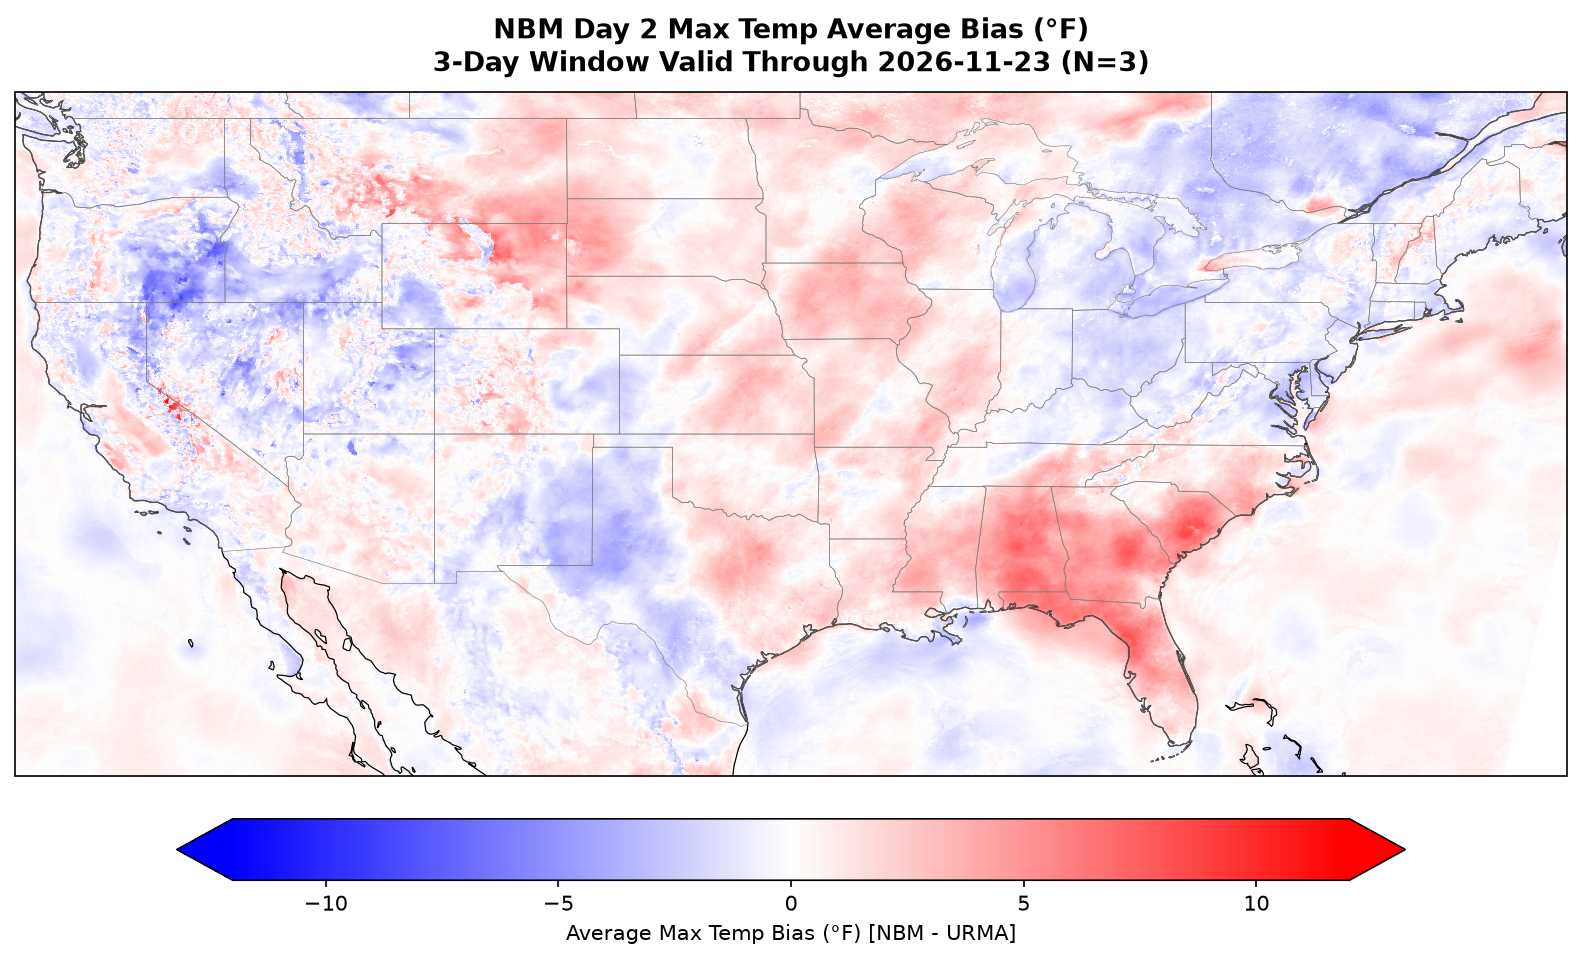 NBM Day 2 Max Temp Average Bias (°F)
3-Day Window Valid Through 2026-11-23 (N=3)
−10 −5 0 5 10
Average Max Temp Bias (°F) [NBM - URMA]